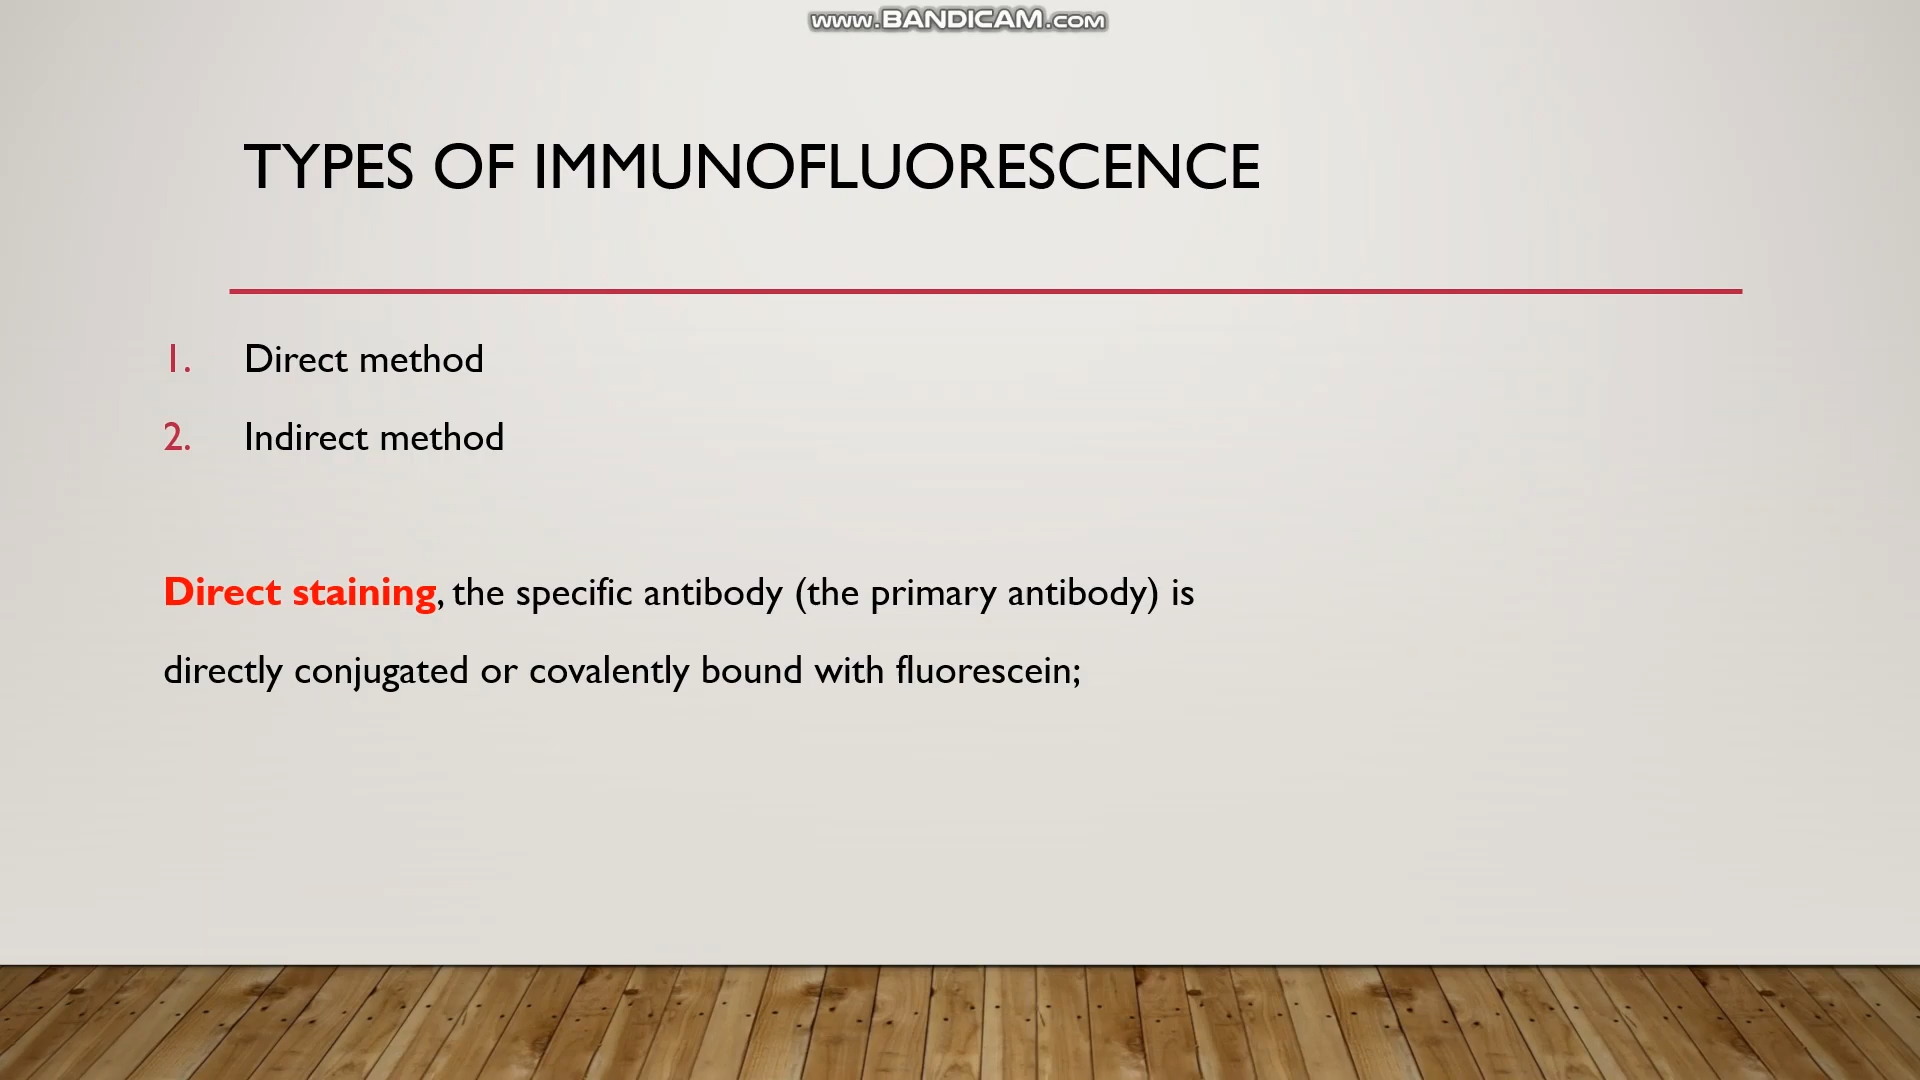 www.BANDICAM.com
TYPES OF IMMUNOFLUORESCENCE
1. Direct method
2. Indirect method
Direct staining, the specific antibody (the primary antibody) is
directly conjugated or covalently bound with fluorescein;